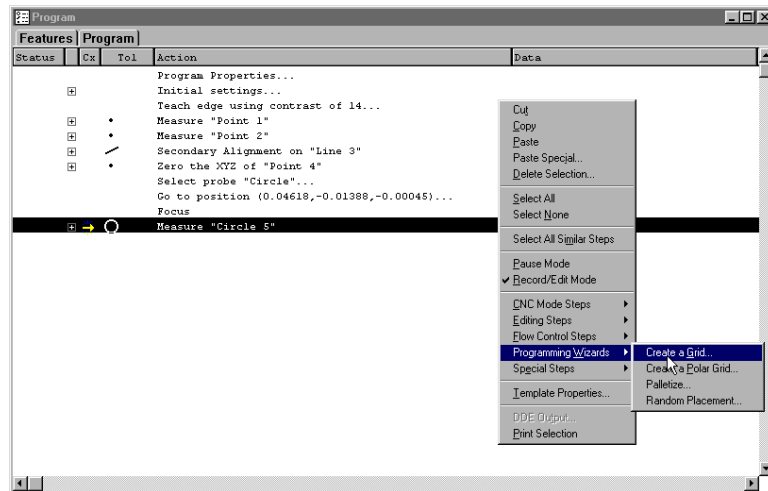 Program
Features Program
Status Cx Tol Action Data
Program Properties...
Initial settings...
Teach edge using contrast of 14...
Measure "Point 1"
Measure "Point 2"
Secondary Alignment on "Line 3"
Zero the XYZ of "Point 4"
Select probe "Circle"...
Go to position (0.04618,-0.01388,-0.00045)...
Focus
Measure "Circle 5"
Cut
Copy
Paste
Paste Special...
Delete Selection...
Select All
Select None
Select All Similar Steps
Pause Mode
Record/Edit Mode
CNC Mode Steps
Editing Steps
Flow Control Steps
Programming Wizards
Special Steps
Template Properties...
DDE Output...
Print Selection
Create a Grid...
Create a Polar Grid...
Palletize...
Random Placement...